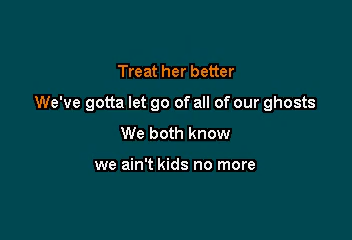 Treat her better
We've gotta let go of all of our ghosts
We both know
we ain't kids no more